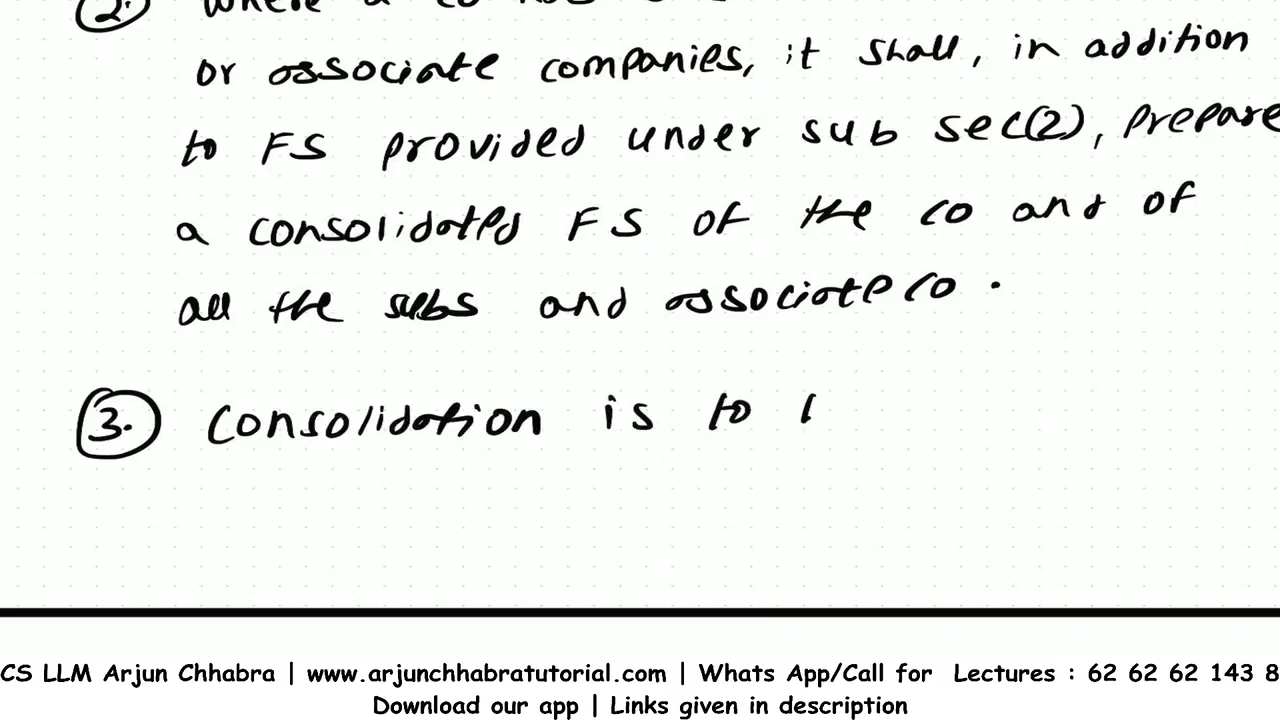 2.
or associate companies, it shall, in addition
to FS provided under sub sec(2), prepare
a consolidated FS of the co and of
all the subs and associate co.
3. Consolidation is to
CS LLM Arjun Chhabra | www.arjunchhabratutorial.com | Whats App/Call for Lectures : 62 62 62 143 8
Download our app | Links given in description